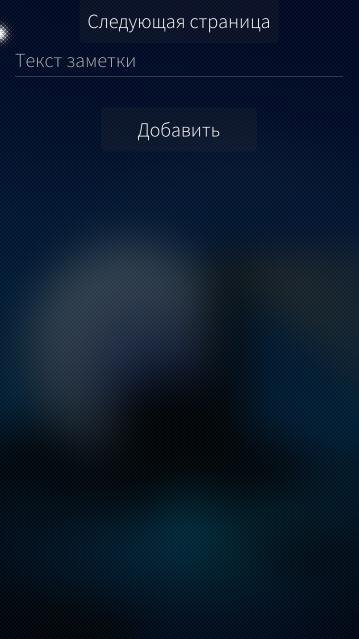 Следующая страница
Текст заметки
Добавить